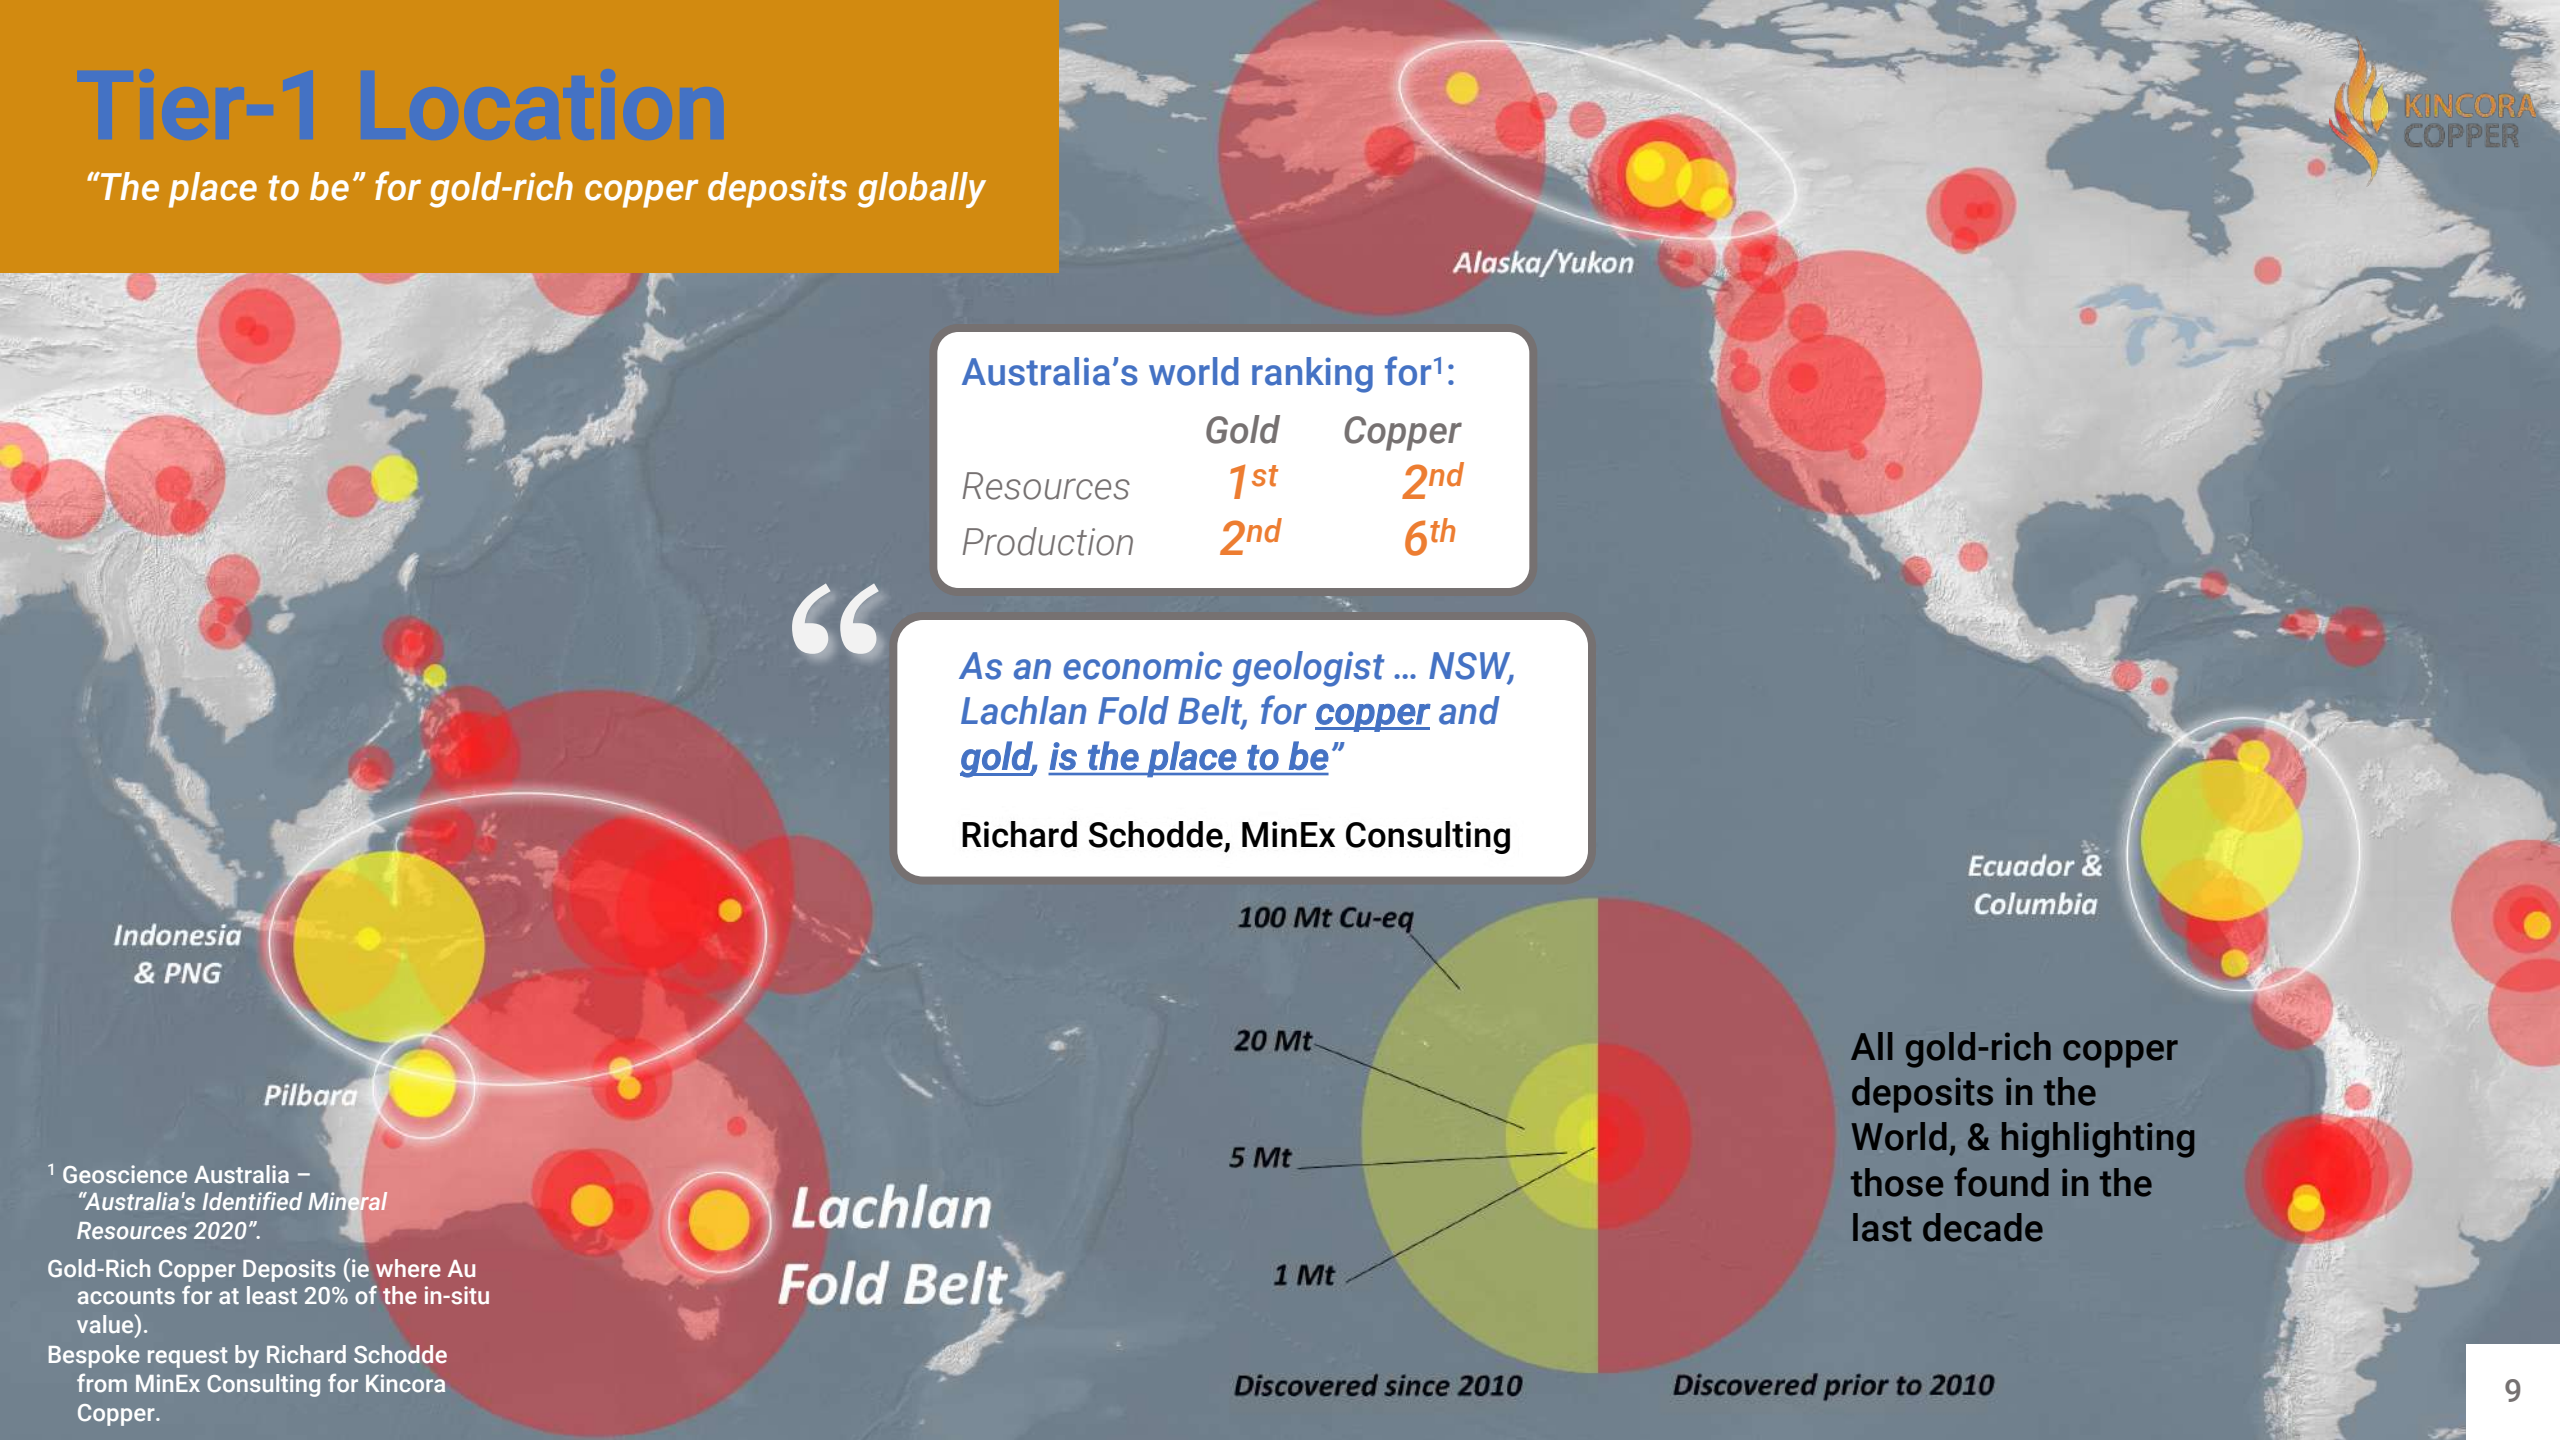 Tier-1 Location
“The place to be” for gold-rich copper deposits globally
KINCORA
COPPER
Alaska/Yukon
Australia’s world ranking for¹:
Gold Copper
Resources 1st 2nd
Production 2nd 6th
“
As an economic geologist … NSW,
Lachlan Fold Belt, for copper and
gold, is the place to be”
Richard Schodde, MinEx Consulting
Ecuador &
Columbia
Indonesia
& PNG
Pilbara
Lachlan
Fold Belt
100 Mt Cu-eq
20 Mt
5 Mt
1 Mt
Discovered since 2010
Discovered prior to 2010
All gold-rich copper
deposits in the
World, & highlighting
those found in the
last decade
¹ Geoscience Australia –
“Australia's Identified Mineral
Resources 2020”.
Gold-Rich Copper Deposits (ie where Au
accounts for at least 20% of the in-situ
value).
Bespoke request by Richard Schodde
from MinEx Consulting for Kincora
Copper.
9